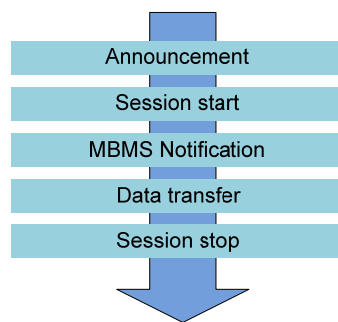 Announcement
Session start
MBMS Notification
Data transfer
Session stop